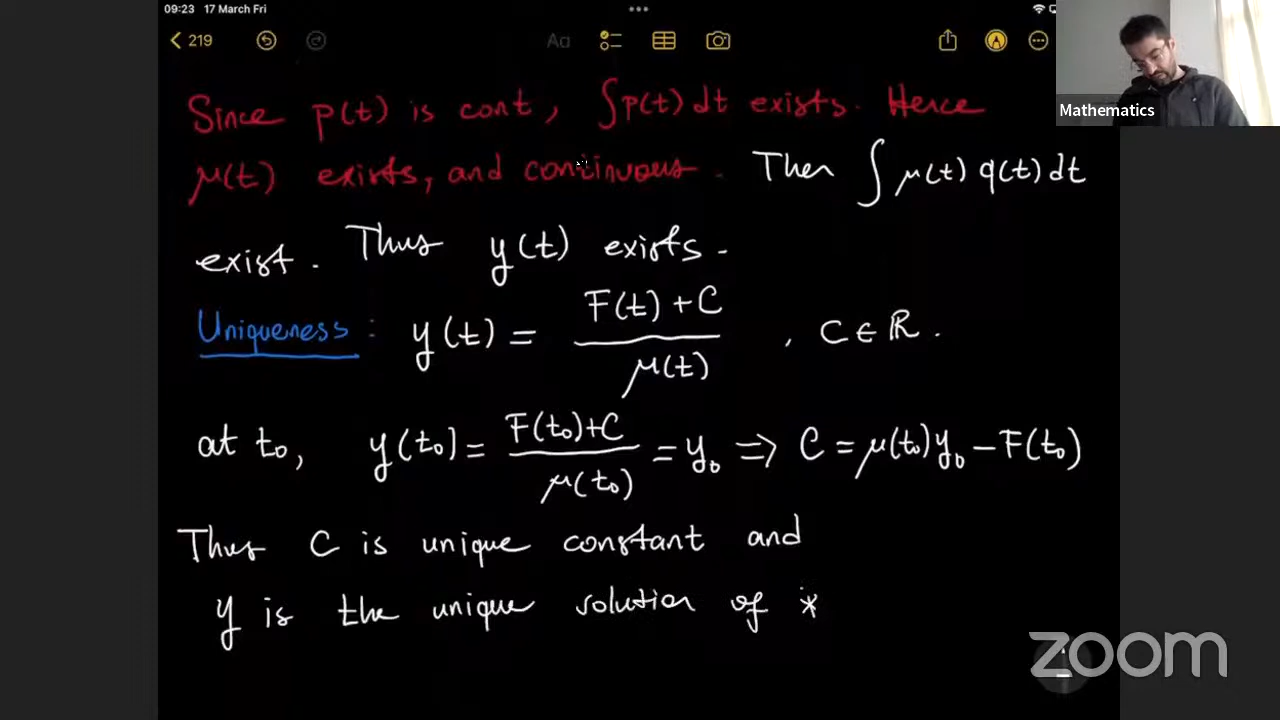 09:23 17 March Fri
219
Aa
Mathematics
Since p(t) is cont, ∫p(t)dt exists. Hence
μ(t) exists, and continuous. Then ∫μ(t) q(t)dt
exist. Thus y(t) exists.
Uniqueness: y(t) = (F(t)+C)/μ(t), C∈ℝ.
at t₀, y(t₀) = (F(t₀)+C)/μ(t₀) = y₀ ⇒ C = μ(t₀)y₀ − F(t₀)
Thus C is unique constant and
y is the unique solution of *
zoom